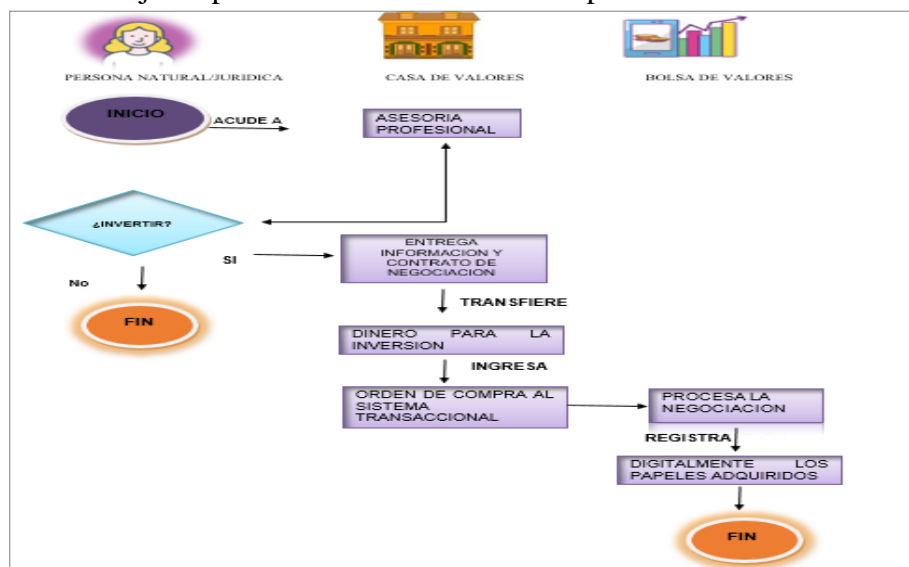 PERSONA NATURAL/JURIDICA
CASA DE VALORES
BOLSA DE VALORES
INICIO
ACUDE A
ASESORIA
PROFESIONAL
¿INVERTIR?
SI
No
FIN
ENTREGA
INFORMACION Y
CONTRATO DE
NEGOCIACION
TRANSFIERE
DINERO PARA LA
INVERSION
INGRESA
ORDEN DE COMPRA AL
SISTEMA
TRANSACCIONAL
PROCESA LA
NEGOCIACION
REGISTRA
DIGITALMENTE LOS
PAPELES ADQUIRIDOS
FIN